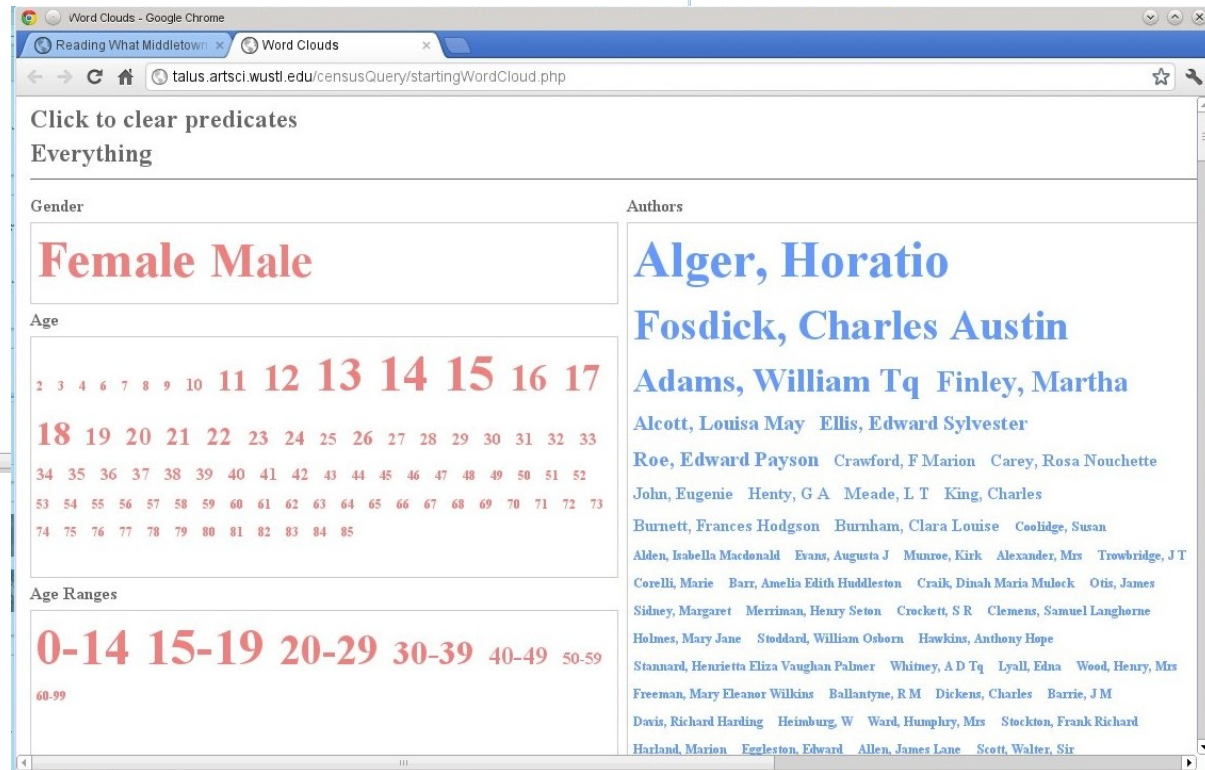 Word Clouds - Google Chrome
Reading What Middletown
Word Clouds
talus.artsci.wustl.edu/censusQuery/startingWordCloud.php
Click to clear predicates
Everything
Gender
Female Male
Age
2 3 4 6 7 8 9 10 11 12 13 14 15 16 17
18 19 20 21 22 23 24 25 26 27 28 29 30 31 32 33
34 35 36 37 38 39 40 41 42 43 44 45 46 47 48 49 50 51 52
53 54 55 56 57 58 59 60 61 62 63 64 65 66 67 68 69 70 71 72 73
74 75 76 77 78 79 80 81 82 83 84 85
Age Ranges
0-14 15-19 20-29 30-39 40-49 50-59
60-99
Authors
Alger, Horatio
Fosdick, Charles Austin
Adams, William Tq Finley, Martha
Alcott, Louisa May Ellis, Edward Sylvester
Roe, Edward Payson Crawford, F Marion Carey, Rosa Nouchette
John, Eugenie Henty, G A Meade, L T King, Charles
Burnett, Frances Hodgson Burnham, Clara Louise Coolidge, Susan
Alden, Isabella Macdonald Evans, Augusta J Munroe, Kirk Alexander, Mrs Trowbridge, J T
Corelli, Marie Barr, Amelia Edith Huddleston Craik, Dinah Maria Mulock Otis, James
Sidney, Margaret Merriman, Henry Seton Crockett, S R Clemens, Samuel Langhorne
Holmes, Mary Jane Stoddard, William Osborn Hawkins, Anthony Hope
Stannard, Henrietta Eliza Vaughan Palmer Whitney, A D Tq Lyall, Edna Wood, Henry, Mrs
Freeman, Mary Eleanor Wilkins Ballantyne, R M Dickens, Charles Barrie, J M
Davis, Richard Harding Heimburg, W Ward, Humphry, Mrs Stockton, Frank Richard
Harland, Marion Eggleston, Edward Allen, James Lane Scott, Walter, Sir